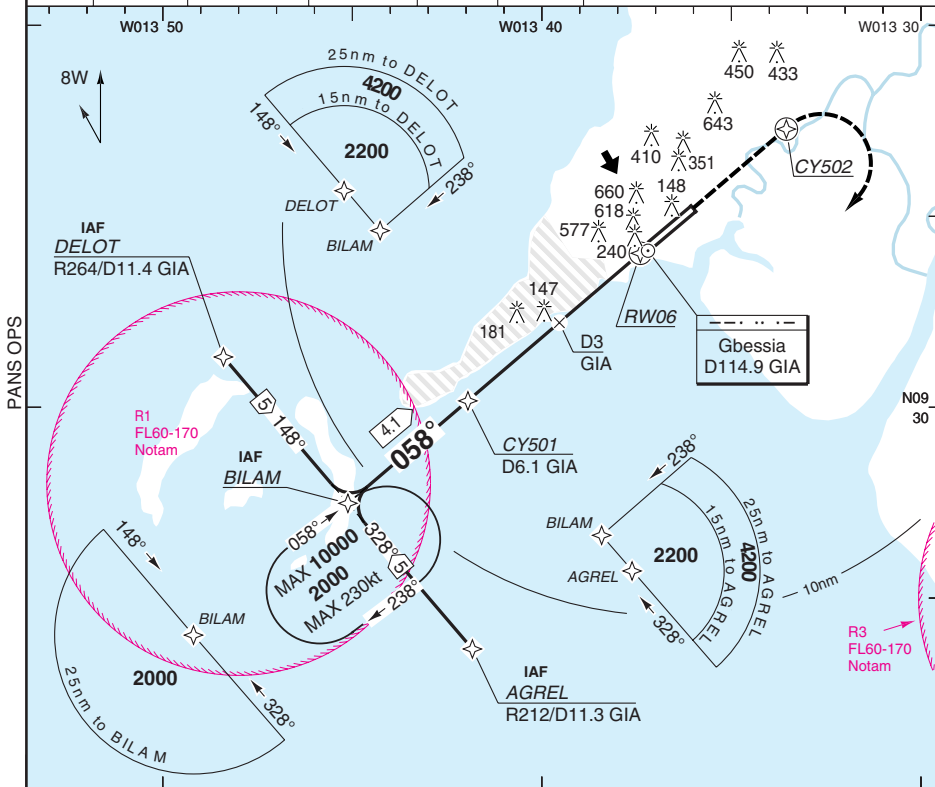 W013 50
W013 40
W013 30
8W
PANS OPS
25nm to DELOT
4200
15nm to DELOT
2200
148°
238°
DELOT
BILAM
450
433
643
410
351
660
148
618
577
240
147
181
CY502
RW06
D3
GIA
Gbessia
D114.9 GIA
N09
30
IAF
DELOT
R264/D11.4 GIA
R1
FL60-170
Notam
5
148°
4.1
058°
CY501
D6.1 GIA
IAF
BILAM
058°
MAX 10000
2000
MAX 230kt
238°
328°
5
IAF
AGREL
R212/D11.3 GIA
148°
BILAM
2000
328°
25nm to BILAM
238°
BILAM
AGREL
2200
4200
15nm to AGREL
25nm to AGREL
328°
10nm
R3
FL60-170
Notam